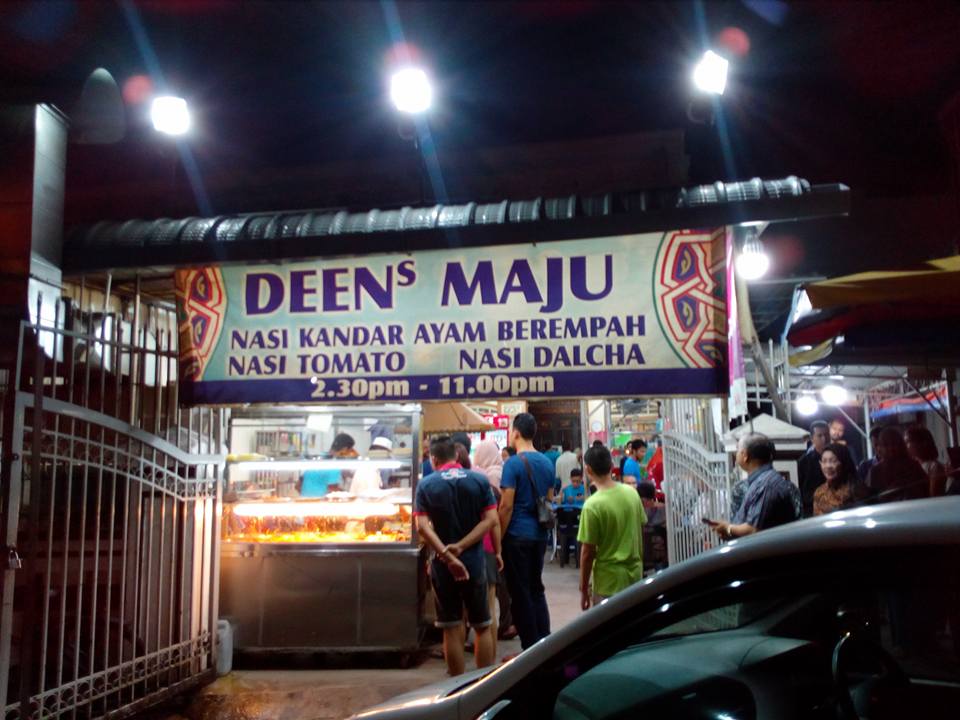 DEENS MAJU
NASI KANDAR AYAM BEREMPAH
NASI TOMATO NASI DALCHA
2.30pm - 11.00pm